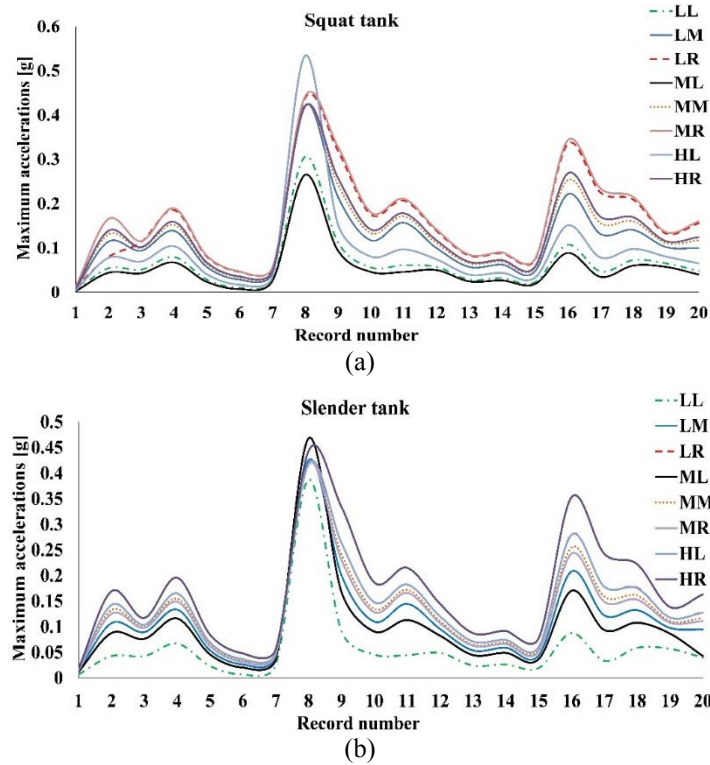 Squat tank
Maximum accelerations [g]
0.6
0.5
0.4
0.3
0.2
0.1
0
1 2 3 4 5 6 7 8 9 10 11 12 13 14 15 16 17 18 19 20
Record number
LL
LM
LR
ML
MM
MR
HL
HR
(a)
Slender tank
Maximum accelerations [g]
0.5
0.45
0.4
0.35
0.3
0.25
0.2
0.15
0.1
0.05
0
1 2 3 4 5 6 7 8 9 10 11 12 13 14 15 16 17 18 19 20
Record number
LL
LM
LR
ML
MM
MR
HL
HR
(b)